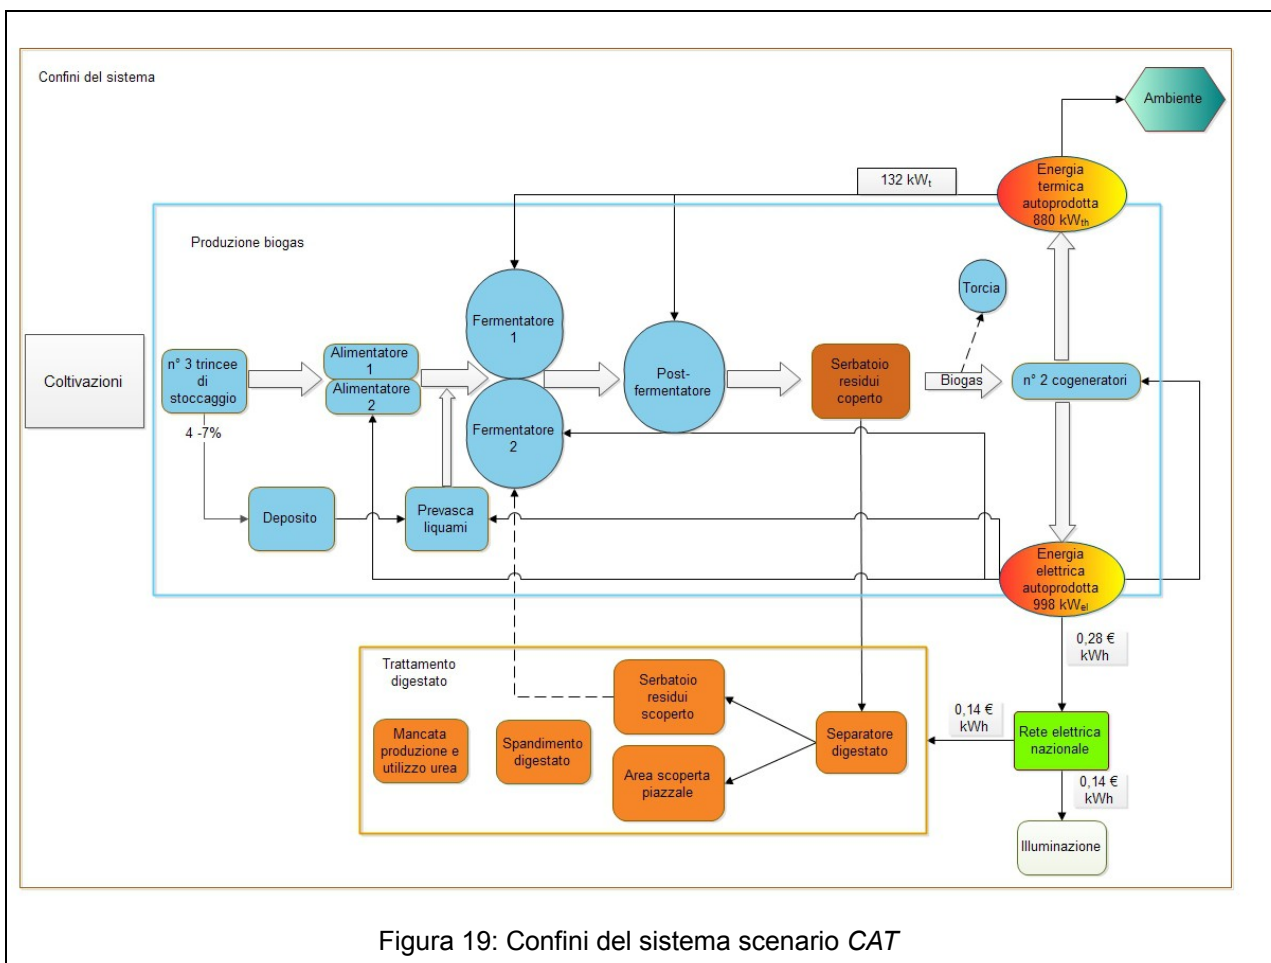 Confini del sistema
Ambiente
Energia
termica
autoprodotta
880 kWth
132 kWt
Produzione biogas
Torcia
Fermentatore
1
Coltivazioni
n° 3 trincee
di
stoccaggio
Alimentatore
1
Alimentatore
2
Post-
fermentatore
Serbatoio
residui
coperto
Biogas
n° 2 cogeneratori
4 -7%
Fermentatore
2
Deposito
Prevasca
liquami
Energia
elettrica
autoprodotta
998 kWel
0,28 €
kWh
Trattamento
digestato
Serbatoio
residui
scoperto
Mancata
produzione e
utilizzo urea
Spandimento
digestato
Separatore
digestato
Area scoperta
piazzale
0,14 €
kWh
Rete elettrica
nazionale
0,14 €
kWh
Illuminazione
Figura 19: Confini del sistema scenario CAT